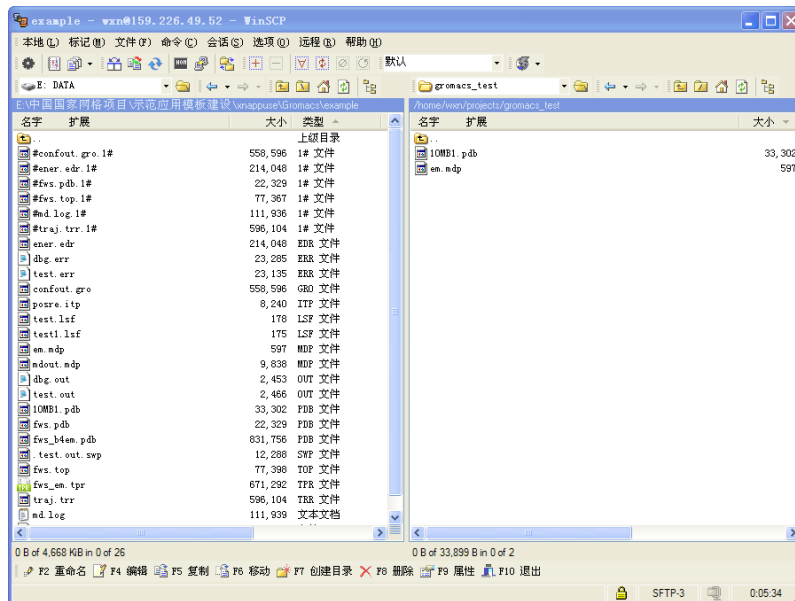 example - wxn@159.226.49.52 - WinSCP
本地(L) 标记(M) 文件(F) 命令(C) 会话(S) 选项(O) 远程(R) 帮助(H)
默认
E: DATA
gromacs_test
E:\中国国家网格项目\示范应用模板建设\xnappuse\Gromacs\example
/home/wxn/projects/gromacs_test
名字 扩展 大小 类型
名字 扩展 大小
.. 上级目录
..
#confout.gro.1# 558,596 1# 文件
10MB1.pdb 33,302
#ener.edr.1# 214,048 1# 文件
em.mdp 597
#fws.pdb.1# 22,329 1# 文件
#fws.top.1# 77,367 1# 文件
#md.log.1# 111,936 1# 文件
#traj.trr.1# 596,104 1# 文件
ener.edr 214,048 EDR 文件
dbg.err 23,285 ERR 文件
test.err 23,135 ERR 文件
confout.gro 558,596 GRO 文件
posre.itp 8,240 ITP 文件
test.lsf 178 LSF 文件
test1.lsf 175 LSF 文件
em.mdp 597 MDP 文件
mdout.mdp 9,838 MDP 文件
dbg.out 2,453 OUT 文件
test.out 2,466 OUT 文件
10MB1.pdb 33,302 PDB 文件
fws.pdb 22,329 PDB 文件
fws_b4em.pdb 831,756 PDB 文件
.test.out.swp 12,288 SWP 文件
fws.top 77,398 TOP 文件
fws_em.tpr 671,292 TPR 文件
traj.trr 596,104 TRR 文件
md.log 111,939 文本文档
0 B of 4,668 KiB in 0 of 26
0 B of 33,899 B in 0 of 2
F2 重命名 F4 编辑 F5 复制 F6 移动 F7 创建目录 F8 删除 F9 属性 F10 退出
SFTP-3 0:05:34